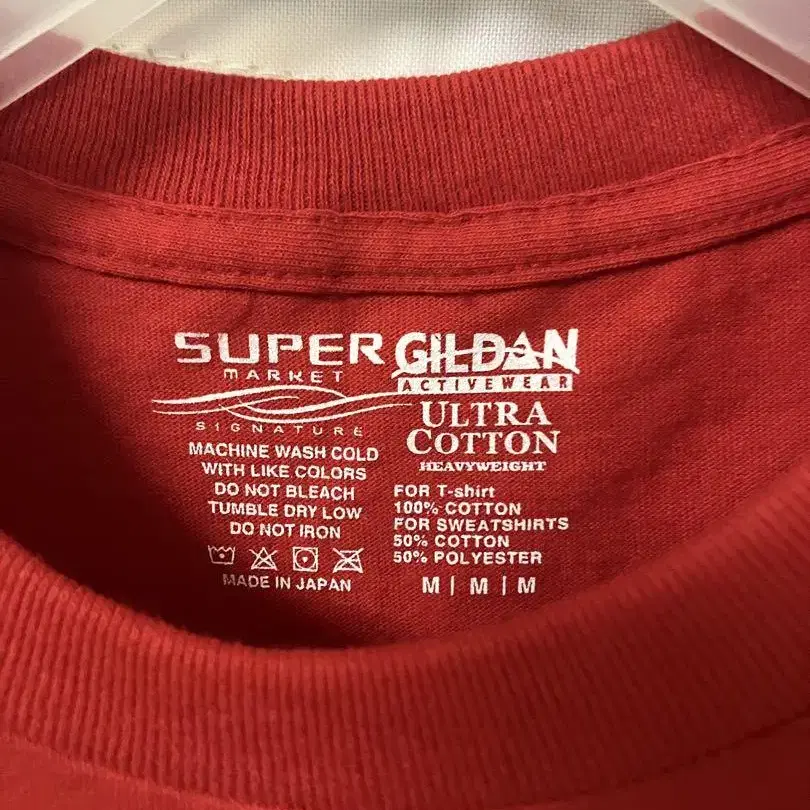 SUPER
MARKET
SIGNATURE
MACHINE WASH COLD
WITH LIKE COLORS
DO NOT BLEACH
TUMBLE DRY LOW
DO NOT IRON
MADE IN JAPAN
GILDAN
ACTIVEWEAR
ULTRA
COTTON
HEAVYWEIGHT
FOR T-shirt
100% COTTON
FOR SWEATSHIRTS
50% COTTON
50% POLYESTER
M | M | M